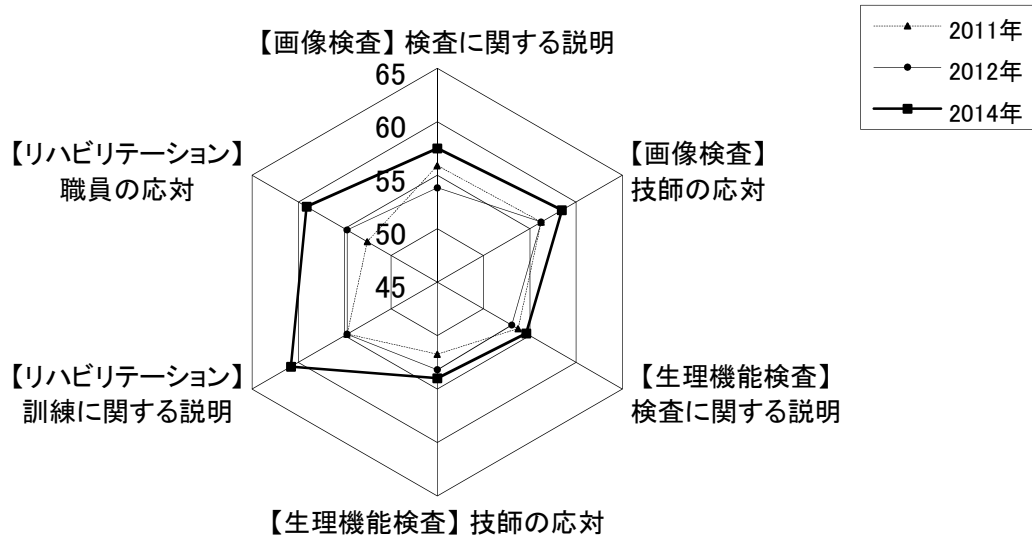 【画像検査】 検査に関する説明
65
60
55
50
45
【画像検査】
技師の応対
【生理機能検査】
検査に関する説明
【生理機能検査】 技師の応対
【リハビリテーション】
訓練に関する説明
【リハビリテーション】
職員の応対
2011年
2012年
2014年